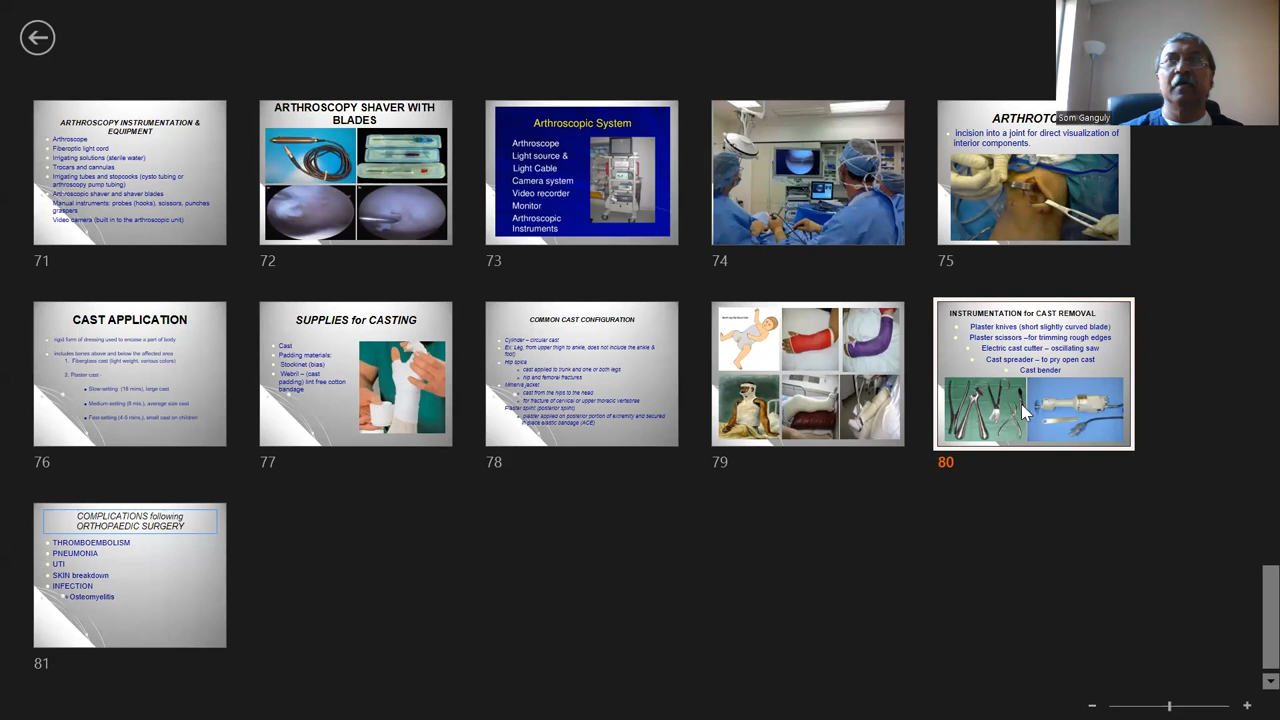 Som Ganguly
ARTHROSCOPY INSTRUMENTATION &
EQUIPMENT
Arthroscope
Fiberoptic light cord
Irrigating solutions (sterile water)
Trocars and cannulas
Irrigating tubes and stopcocks (cysto tubing or
arthroscopy pump tubing)
Arthroscopic shaver and shaver blades
Manual instruments: probes (hooks), scissors, punches
graspers
Video camera (built in to the arthroscopic unit)
71
ARTHROSCOPY SHAVER WITH
BLADES
72
Arthroscopic System
Arthroscope
Light source &
Light Cable
Camera system
Video recorder
Monitor
Arthroscopic
Instruments
73
74
ARTHROTO
incision into a joint for direct visualization of
interior components.
75
CAST APPLICATION
rigid form of dressing used to encase a part of body
includes bones above and below the affected area
1. Fiberglass cast (light weight, various colors)
Plaster cast -
Slow-setting (18 mins), large cast
Medium-setting (8 mis.), average size cast
Fast-setting (4-5 mins.), small cast on children
76
SUPPLIES for CASTING
Cast
Padding materials:
Stockinet (bias)
Webril – (cast
padding) lint free cotton
bandage
77
COMMON CAST CONFIGURATION
Cylinder – circular cast
Ex: Leg, from upper thigh to ankle, does not include the ankle &
foot)
Hip spica
cast applied to trunk and one or both legs
hip and femoral fractures
Minerva jacket
cast from the hips to the head
for fracture of cervical or upper thoracic vertebrae
Plaster splint (posterior splint)
plaster applied on posterior portion of extremity and secured
in place elastic bandage (ACE)
78
79
INSTRUMENTATION for CAST REMOVAL
Plaster knives (short slightly curved blade)
Plaster scissors –for trimming rough edges
Electric cast cutter – oscillating saw
Cast spreader – to pry open cast
Cast bender
80
COMPLICATIONS following
ORTHOPAEDIC SURGERY
THROMBOEMBOLISM
PNEUMONIA
UTI
SKIN breakdown
INFECTION
Osteomyelitis
81